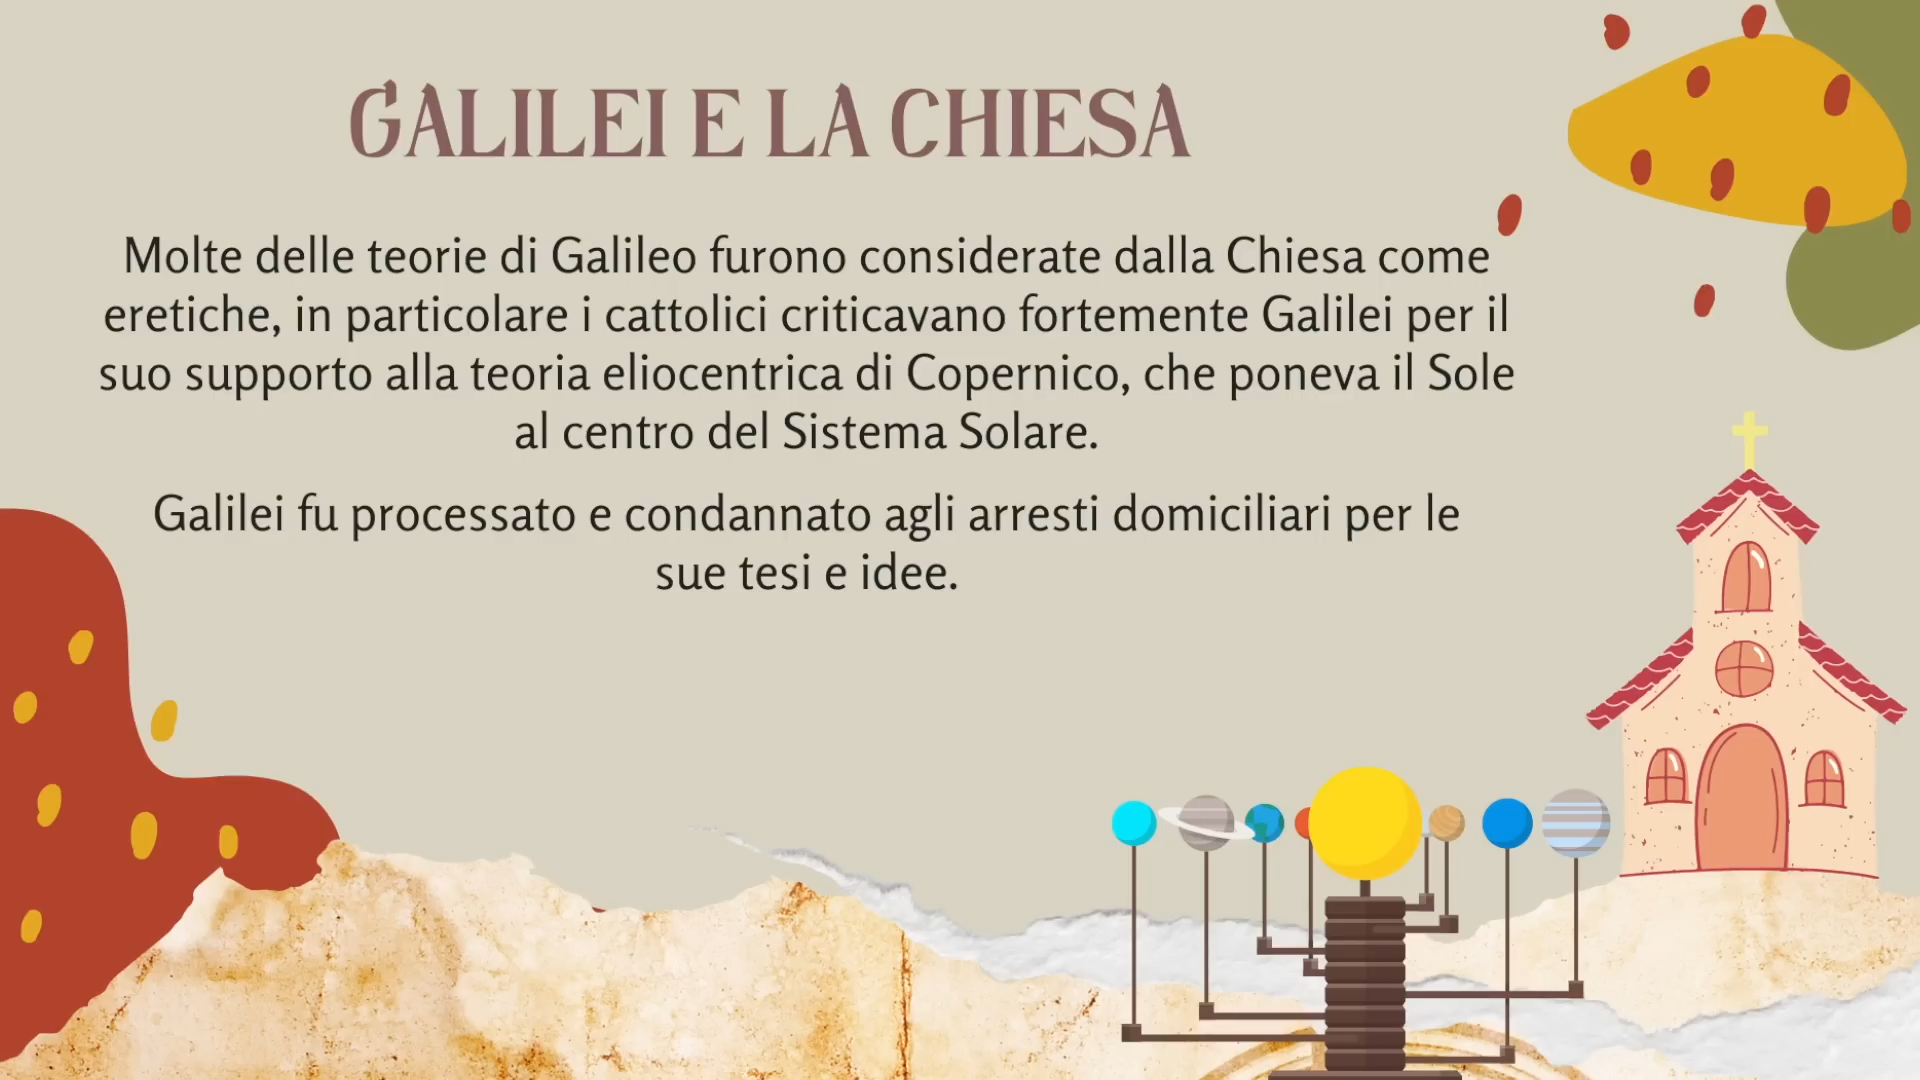 GALILEI E LA CHIESA
Molte delle teorie di Galileo furono considerate dalla Chiesa come
eretiche, in particolare i cattolici criticavano fortemente Galilei per il
suo supporto alla teoria eliocentrica di Copernico, che poneva il Sole
al centro del Sistema Solare.
Galilei fu processato e condannato agli arresti domiciliari per le
sue tesi e idee.